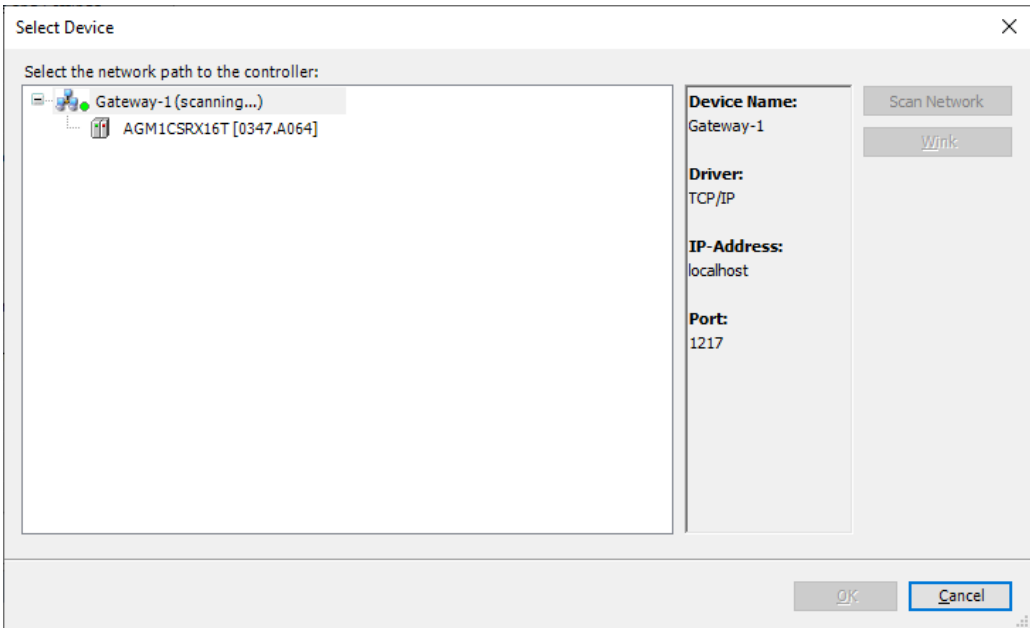 Select Device
Select the network path to the controller:
Gateway-1 (scanning...)
AGM1CSRX16T [0347.A064]
Device Name:
Gateway-1
Driver:
TCP/IP
IP-Address:
localhost
Port:
1217
Scan Network
Wink
OK
Cancel